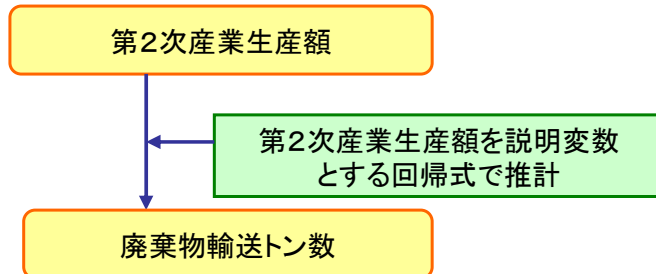 第２次産業生産額
第２次産業生産額を説明変数
とする回帰式で推計
廃棄物輸送トン数